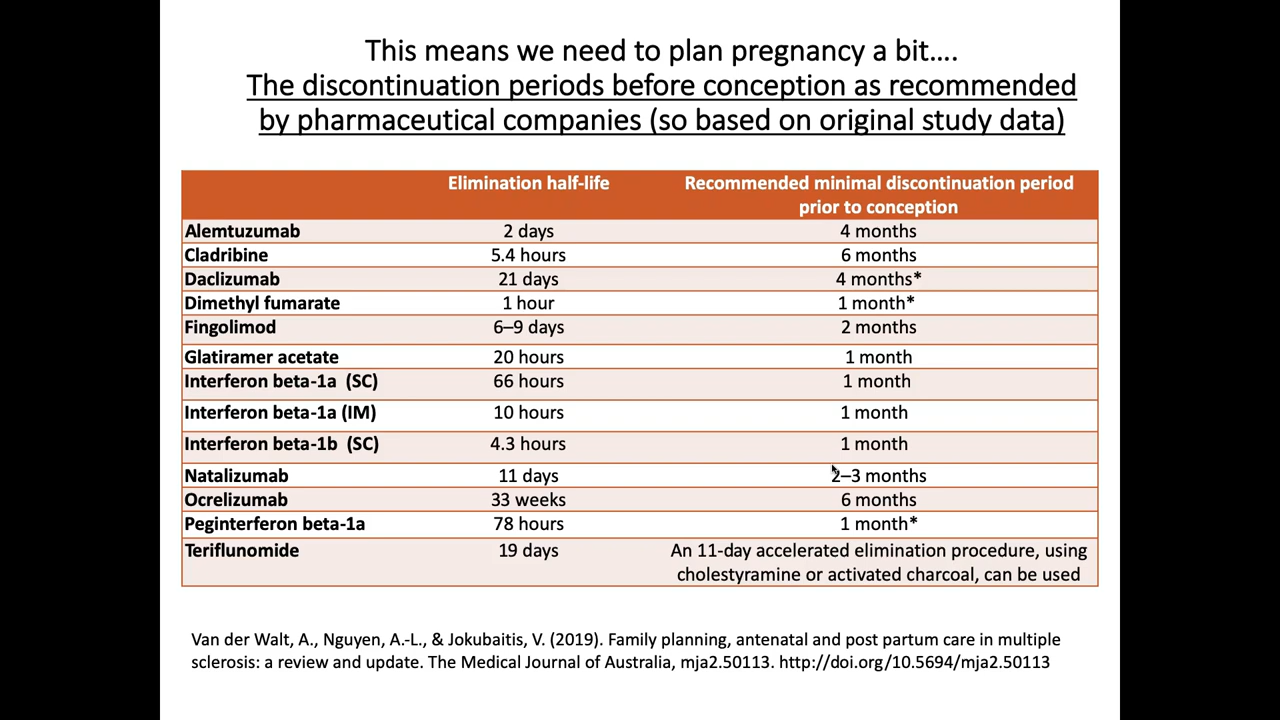 This means we need to plan pregnancy a bit....
The discontinuation periods before conception as recommended
by pharmaceutical companies (so based on original study data)
Elimination half-life Recommended minimal discontinuation period
prior to conception
Alemtuzumab 2 days 4 months
Cladribine 5.4 hours 6 months
Daclizumab 21 days 4 months*
Dimethyl fumarate 1 hour 1 month*
Fingolimod 6–9 days 2 months
Glatiramer acetate 20 hours 1 month
Interferon beta-1a (SC) 66 hours 1 month
Interferon beta-1a (IM) 10 hours 1 month
Interferon beta-1b (SC) 4.3 hours 1 month
Natalizumab 11 days 2–3 months
Ocrelizumab 33 weeks 6 months
Peginterferon beta-1a 78 hours 1 month*
Teriflunomide 19 days An 11-day accelerated elimination procedure, using
cholestyramine or activated charcoal, can be used
Van der Walt, A., Nguyen, A.-L., & Jokubaitis, V. (2019). Family planning, antenatal and post partum care in multiple
sclerosis: a review and update. The Medical Journal of Australia, mja2.50113. http://doi.org/10.5694/mja2.50113